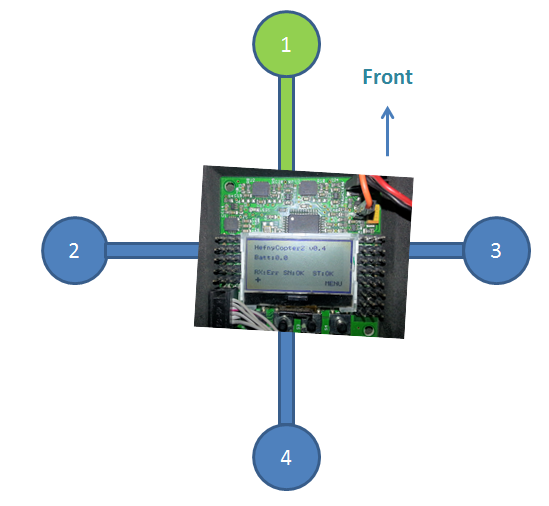 1
Front
2
3
HefnyCopter2 v0.4
Batt:0.0
RX:Err SN:OK ST:OK
MENU
4